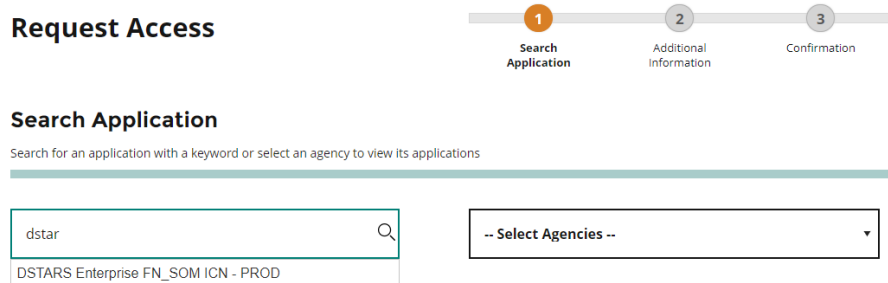 Request Access
1
2
3
Search
Application
Additional
Information
Confirmation
Search Application
Search for an application with a keyword or select an agency to view its applications
dstar
-- Select Agencies --
DSTARS Enterprise FN_SOM ICN - PROD